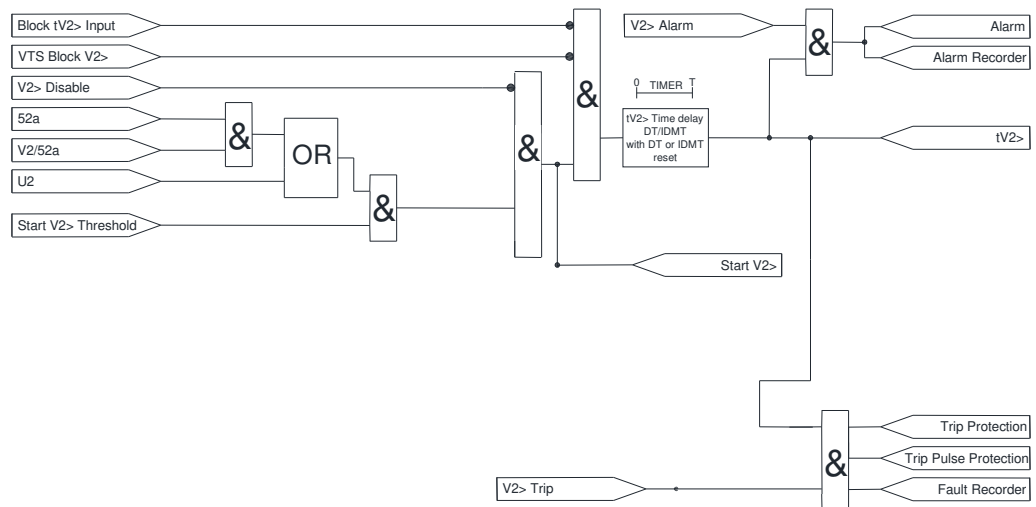 Block tV2> Input
V2> Alarm
Alarm
&
VTS Block V2>
Alarm Recorder
V2> Disable
0 TIMER T
&
52a
tV2> Time delay
DT/IDMT
with DT or IDMT
reset
&
V2/52a
OR
&
tV2>
U2
&
Start V2> Threshold
Start V2>
Trip Protection
&
Trip Pulse Protection
V2> Trip
Fault Recorder